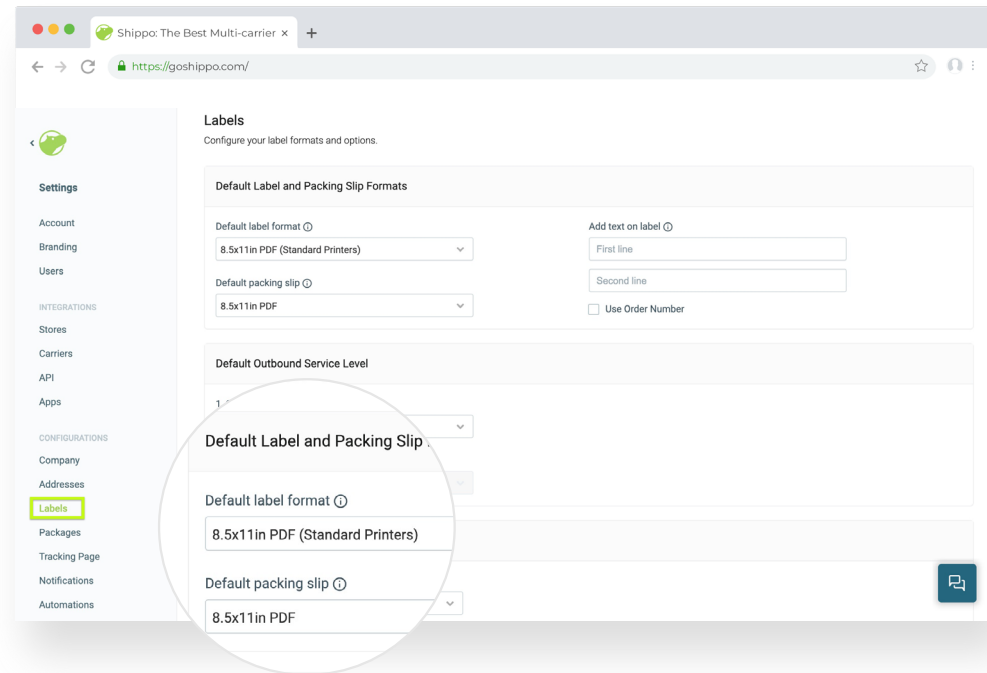 Shippo: The Best Multi-carrier × +
https://goshippo.com/
Labels
Configure your label formats and options.
Settings
Account
Branding
Users
INTEGRATIONS
Stores
Carriers
API
Apps
CONFIGURATIONS
Company
Addresses
Labels
Packages
Tracking Page
Notifications
Automations
Default Label and Packing Slip Formats
Default label format
8.5x11in PDF (Standard Printers)
Default packing slip
8.5x11in PDF
Add text on label
First line
Second line
Use Order Number
Default Outbound Service Level
1.
Default Label and Packing Slip
Default label format
8.5x11in PDF (Standard Printers)
Default packing slip
8.5x11in PDF